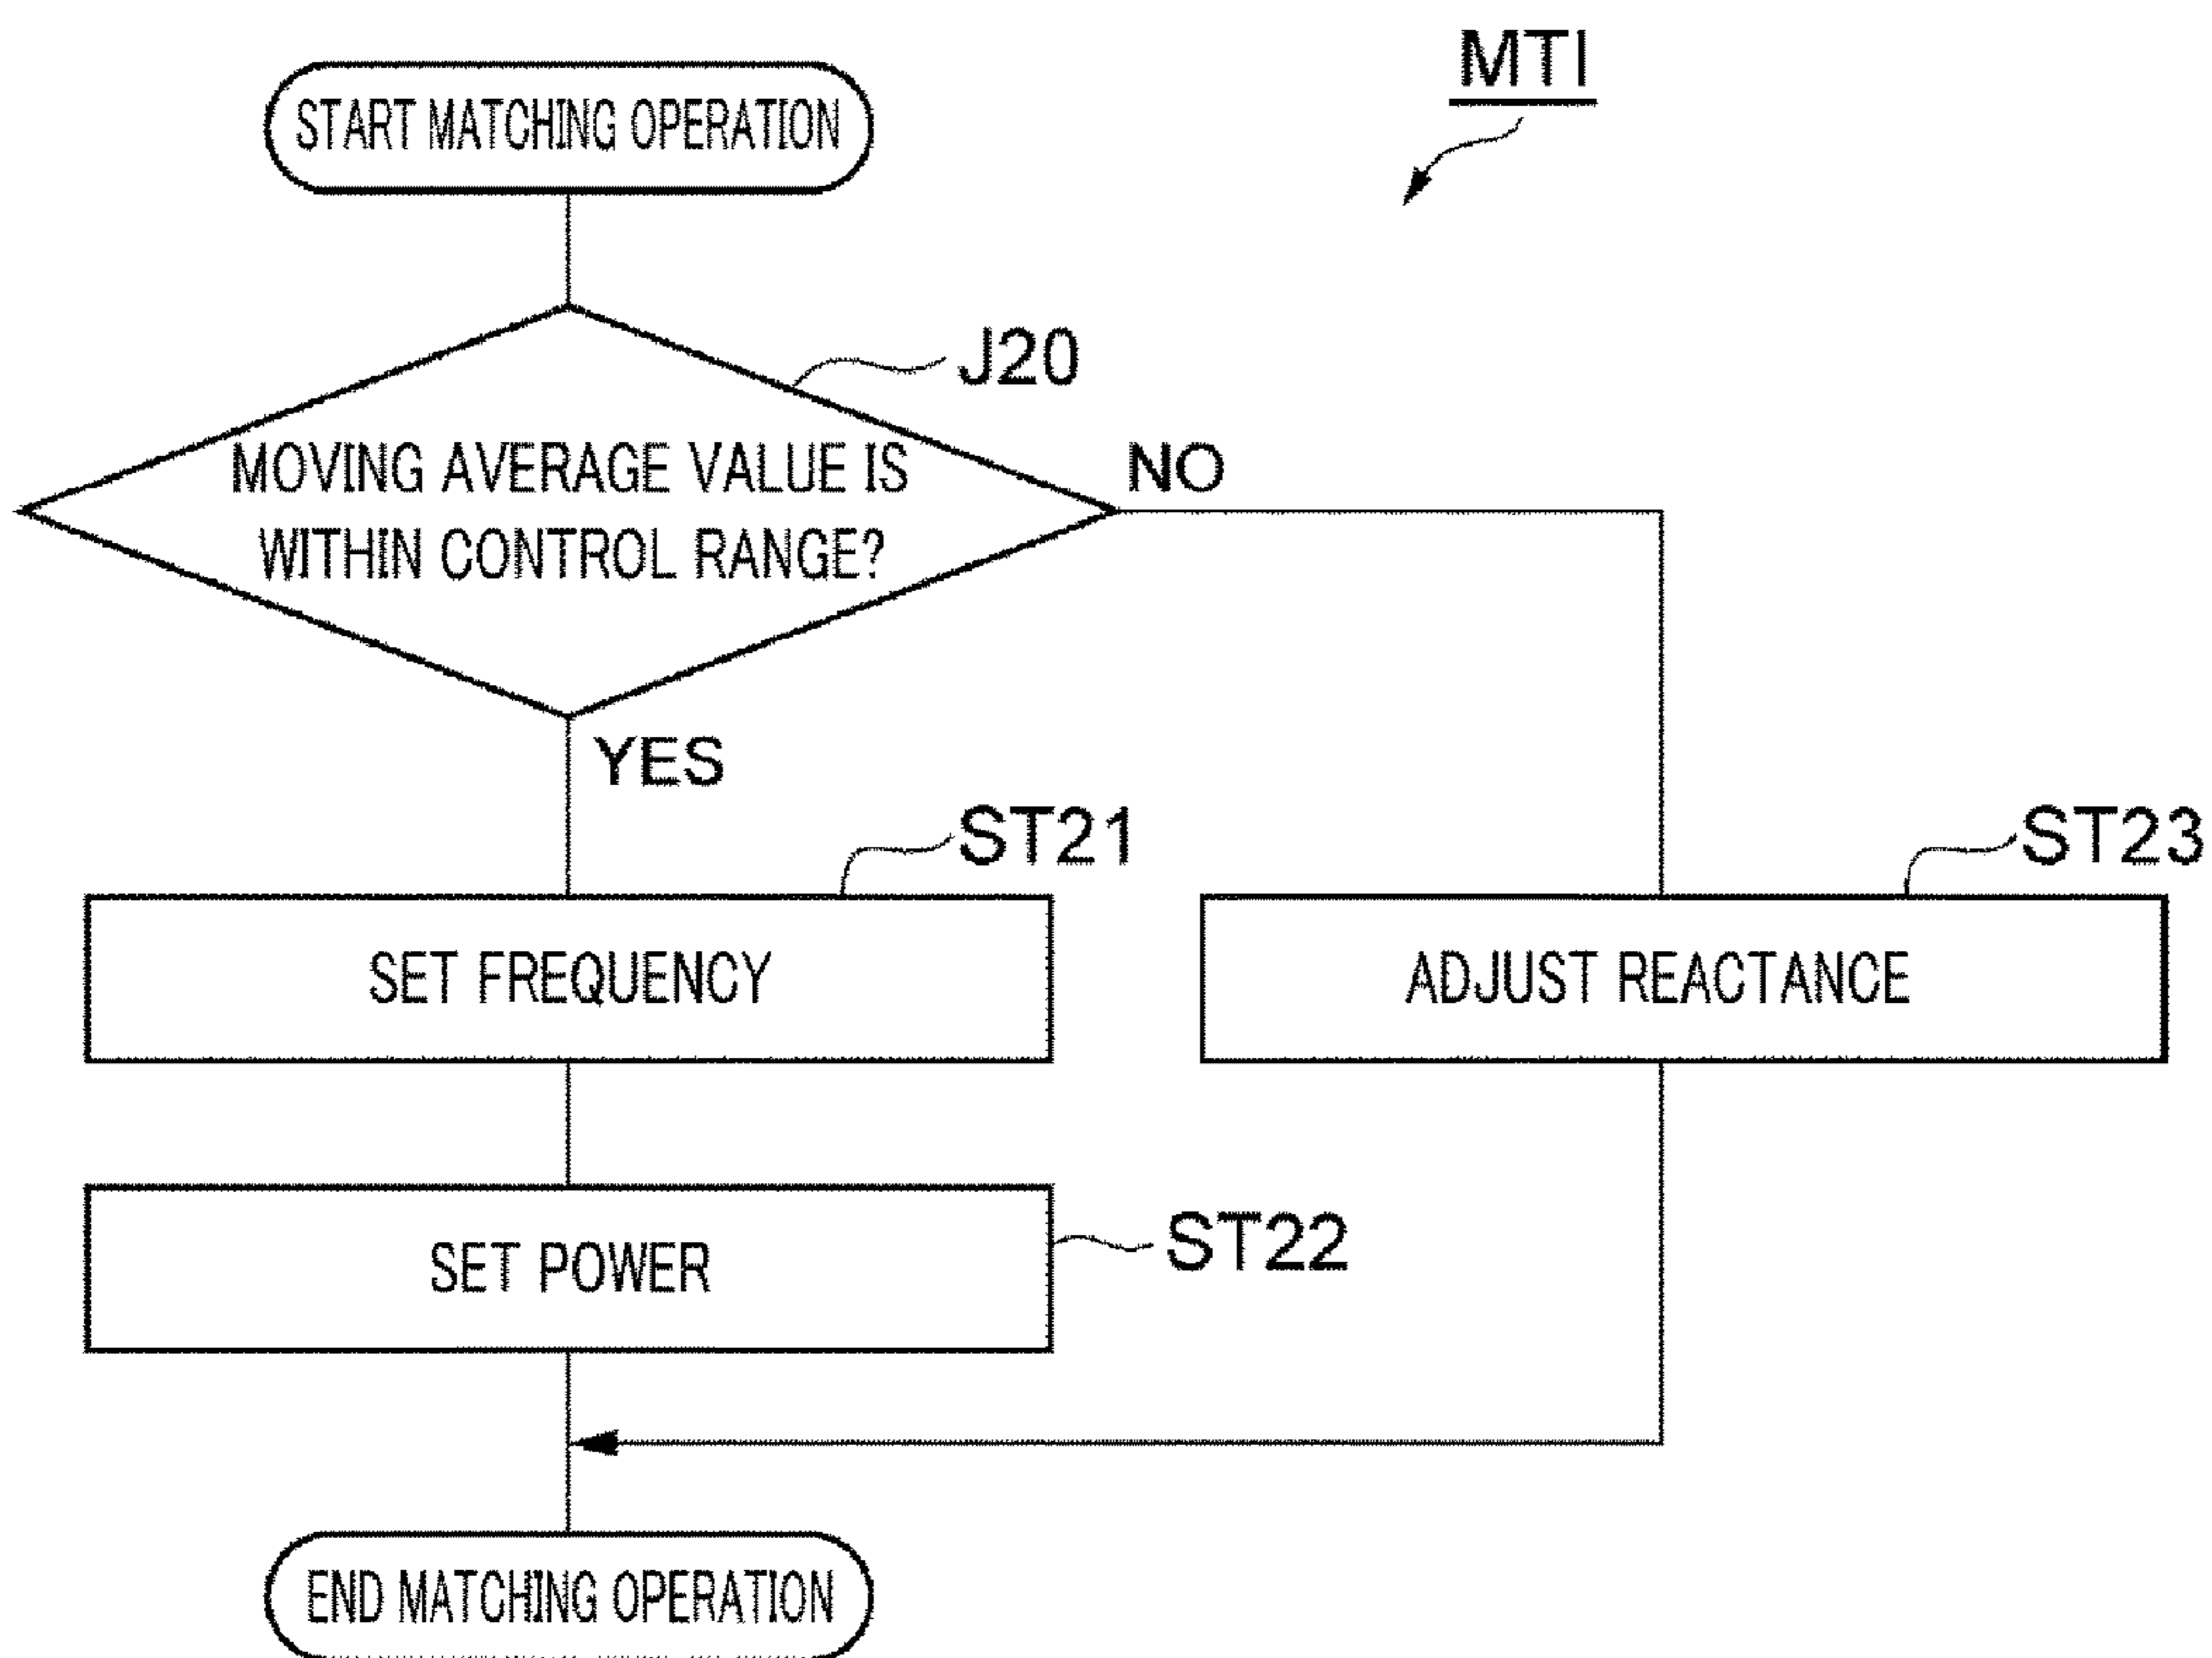 MTI
START MATCHING OPERATION
J20
MOVING AVERAGE VALUE IS
WITHIN CONTROL RANGE?
NO
YES
ST21
ST23
SET FREQUENCY
ADJUST REACTANCE
SET POWER
ST22
END MATCHING OPERATION